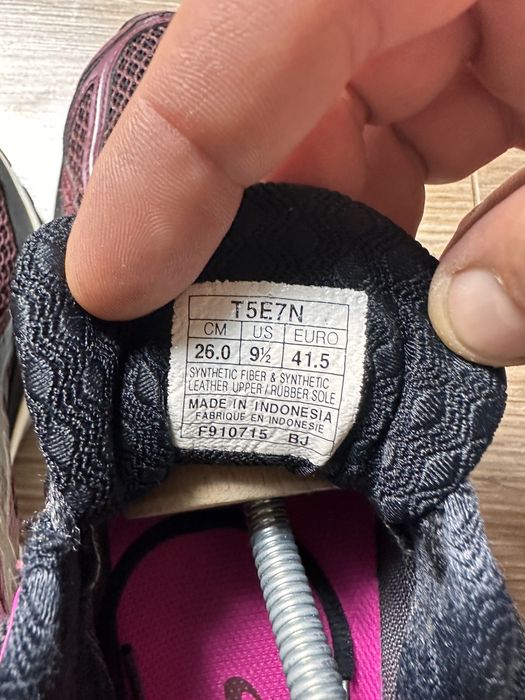 T5E7N
CM US EURO
26.0 9½ 41.5
SYNTHETIC FIBER & SYNTHETIC
LEATHER UPPER / RUBBER SOLE
MADE IN INDONESIA
FABRIQUÉ EN INDONESIE
F910715 BJ